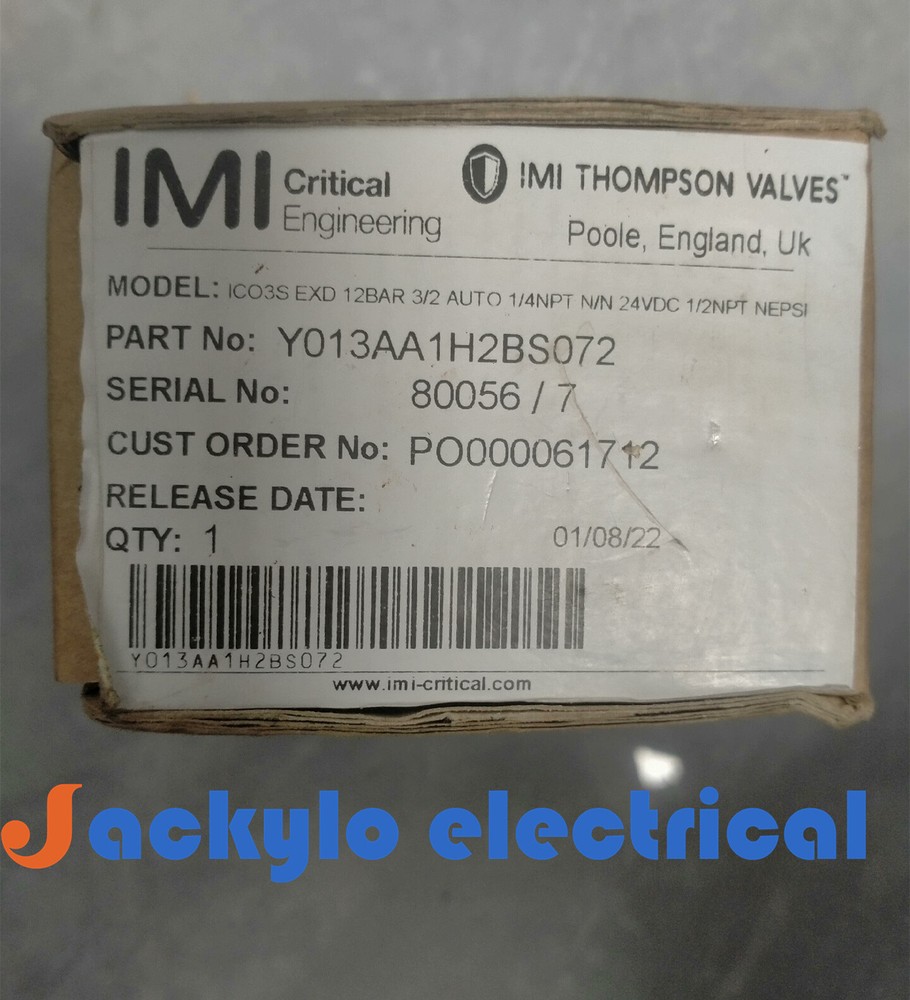 IMI Critical Engineering
IMI THOMPSON VALVES™
Poole, England, Uk
MODEL: ICO3S EXD 12BAR 3/2 AUTO 1/4NPT N/N 24VDC 1/2NPT NEPSI
PART No: Y013AA1H2BS072
SERIAL No: 80056 / 7
CUST ORDER No: PO000061712
RELEASE DATE:
QTY: 1 01/08/22
Y013AA1H2BS072
www.imi-critical.com
Jackylo electrical